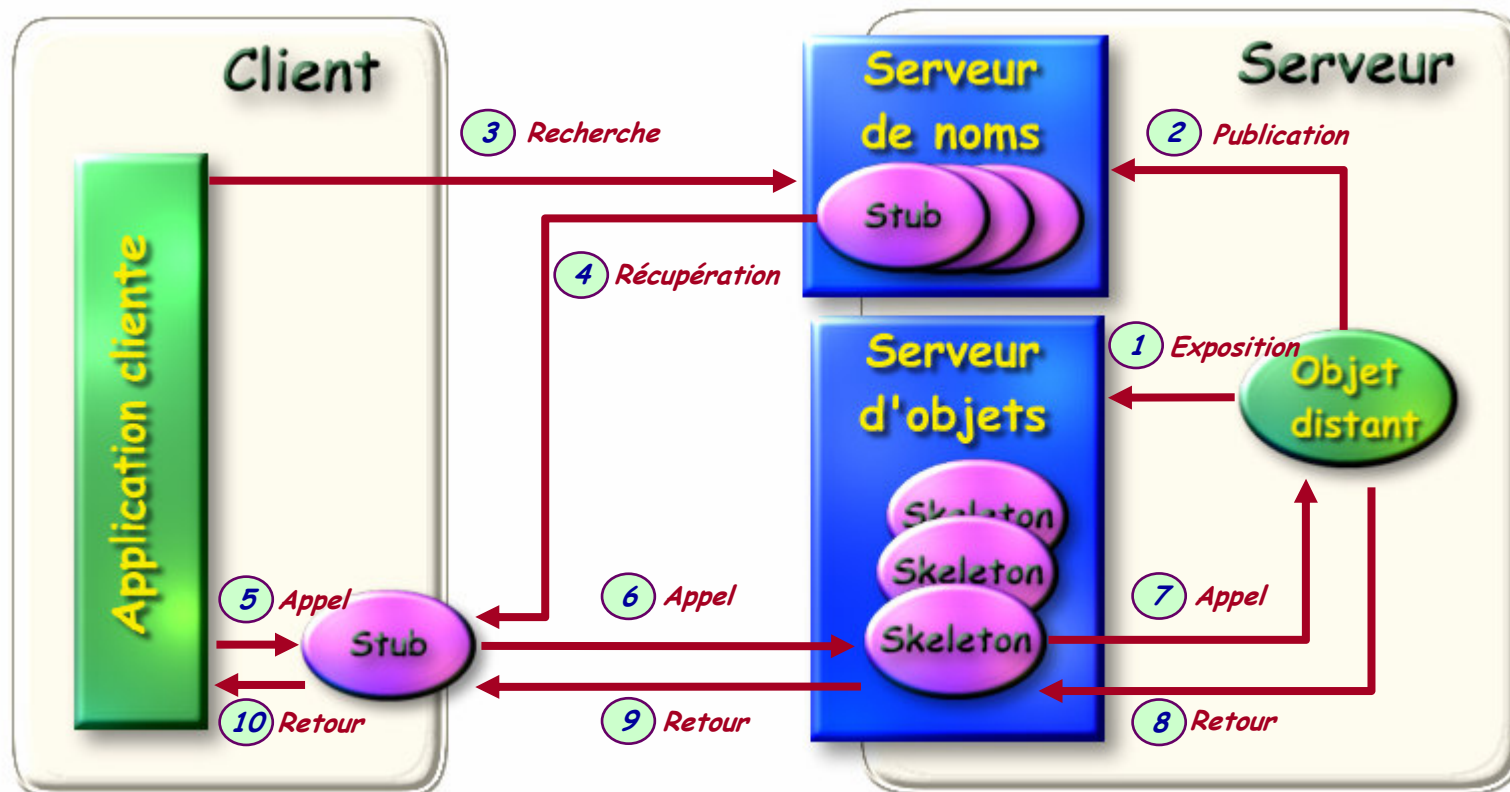 Client
Serveur
de noms
Serveur
3 Recherche
2 Publication
Stub
4 Récupération
Application cliente
1 Exposition
Serveur
d'objets
Objet
distant
Skeleton
Skeleton
Skeleton
5 Appel
6 Appel
7 Appel
Stub
10 Retour
9 Retour
8 Retour